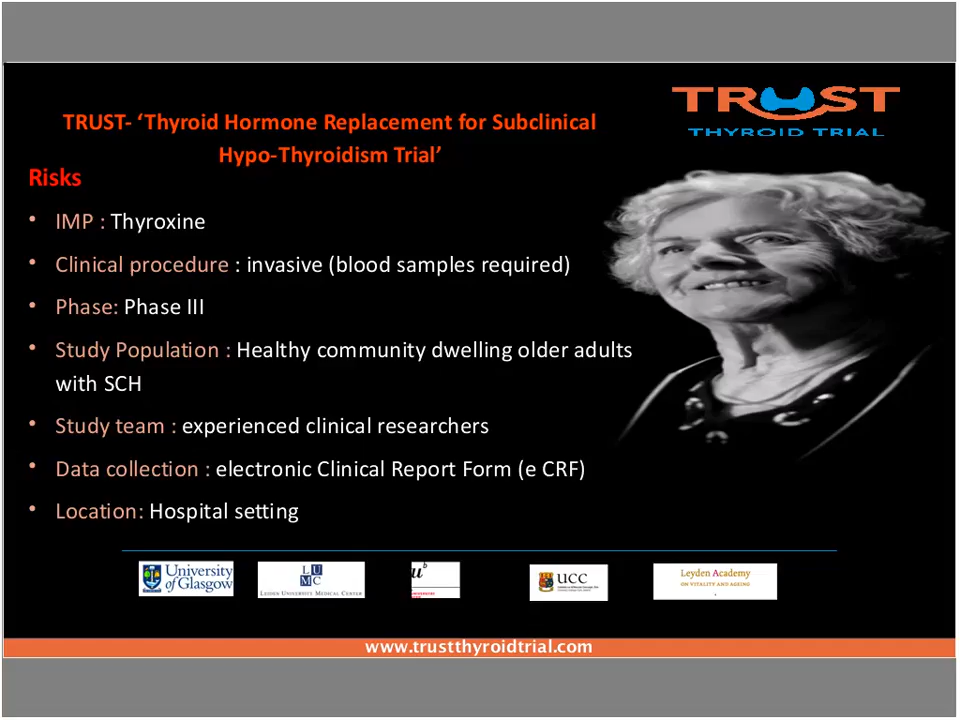 TRUST- ‘Thyroid Hormone Replacement for Subclinical
Hypo-Thyroidism Trial’
TRUST
THYROID TRIAL
Risks
• IMP : Thyroxine
• Clinical procedure : invasive (blood samples required)
• Phase: Phase III
• Study Population : Healthy community dwelling older adults
with SCH
• Study team : experienced clinical researchers
• Data collection : electronic Clinical Report Form (e CRF)
• Location: Hospital setting
University
of Glasgow
LU
MC
LEIDEN UNIVERSITY MEDICAL CENTER
u b
UCC
Leyden Academy
ON VITALITY AND AGEING
www.trustthyroidtrial.com